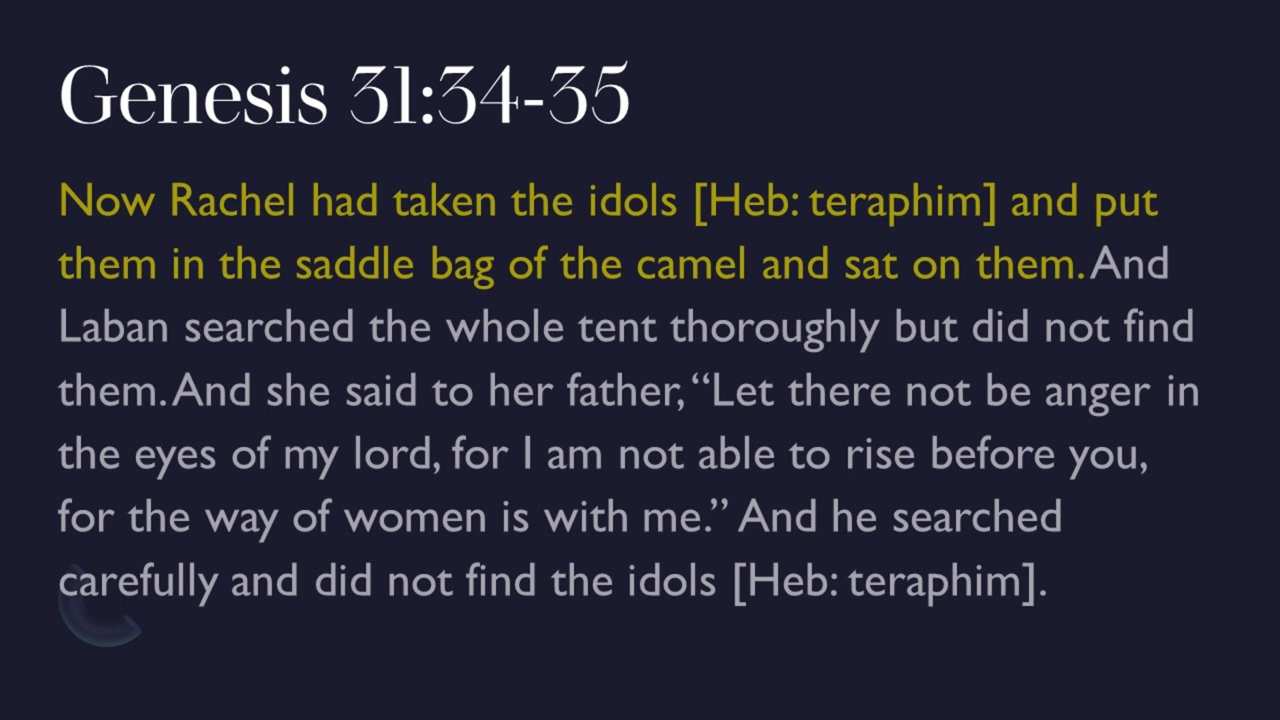 Genesis 31:34-35
Now Rachel had taken the idols [Heb: teraphim] and put
them in the saddle bag of the camel and sat on them. And
Laban searched the whole tent thoroughly but did not find
them. And she said to her father, “Let there not be anger in
the eyes of my lord, for I am not able to rise before you,
for the way of women is with me.” And he searched
carefully and did not find the idols [Heb: teraphim].